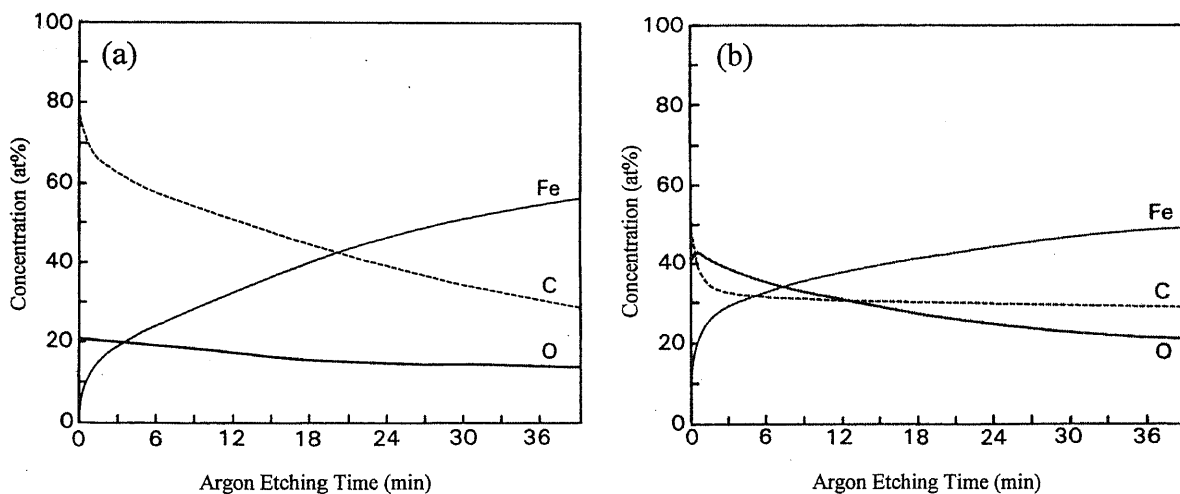 (a)
Concentration (at%)
100
80
60
40
20
0
Fe
C
O
0 6 12 18 24 30 36
Argon Etching Time (min)
(b)
Concentration (at%)
100
80
60
40
20
0
Fe
C
O
0 6 12 18 24 30 36
Argon Etching Time (min)